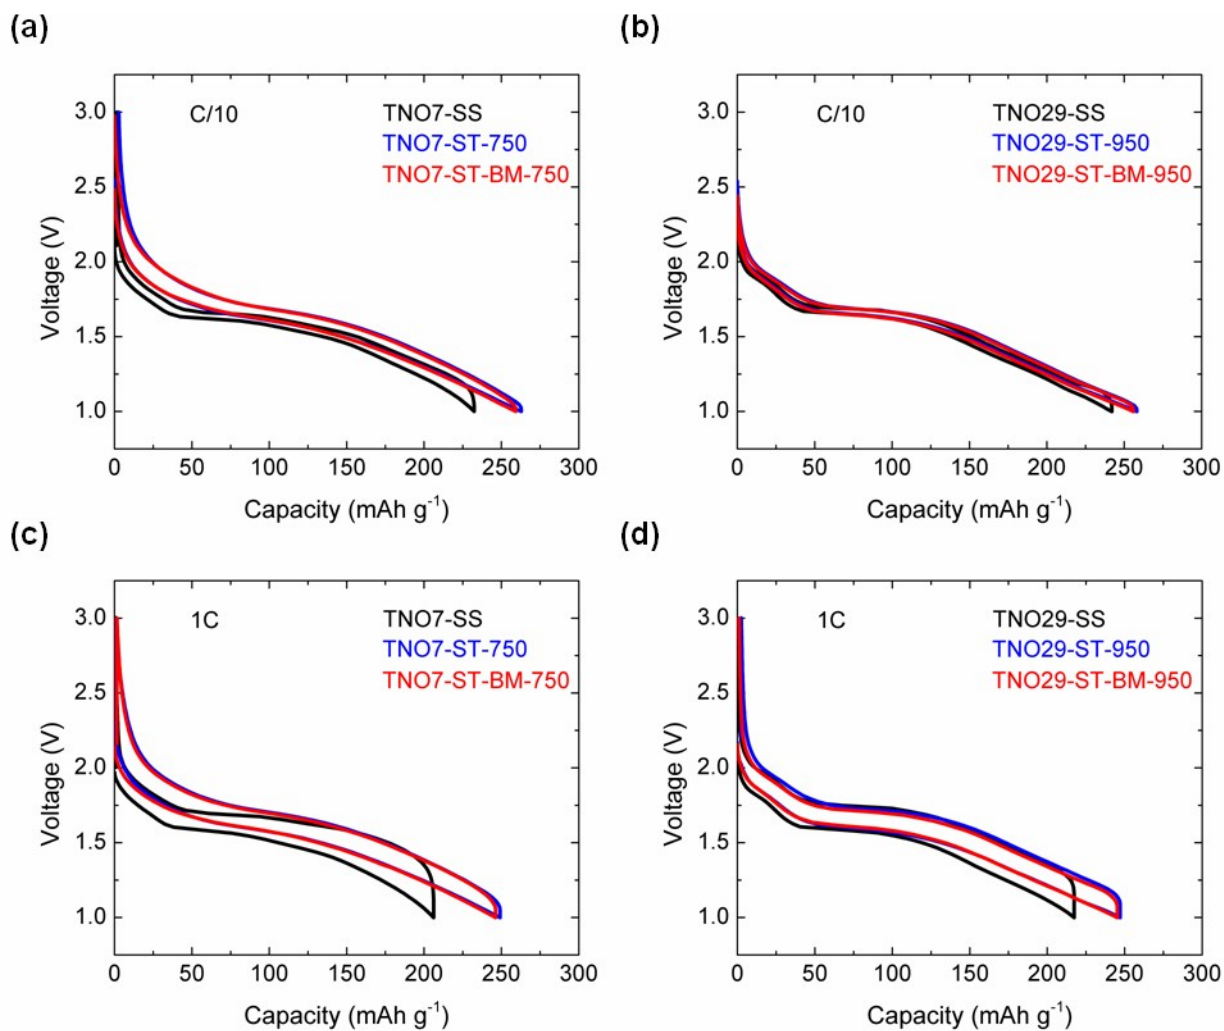 (a)
C/10
TNO7-SS
TNO7-ST-750
TNO7-ST-BM-750
3.0
2.5
2.0
1.5
1.0
Voltage (V)
0 50 100 150 200 250 300
Capacity (mAh g⁻¹)
(b)
C/10
TNO29-SS
TNO29-ST-950
TNO29-ST-BM-950
3.0
2.5
2.0
1.5
1.0
Voltage (V)
0 50 100 150 200 250 300
Capacity (mAh g⁻¹)
(c)
1C
TNO7-SS
TNO7-ST-750
TNO7-ST-BM-750
3.0
2.5
2.0
1.5
1.0
Voltage (V)
0 50 100 150 200 250 300
Capacity (mAh g⁻¹)
(d)
1C
TNO29-SS
TNO29-ST-950
TNO29-ST-BM-950
3.0
2.5
2.0
1.5
1.0
Voltage (V)
0 50 100 150 200 250 300
Capacity (mAh g⁻¹)